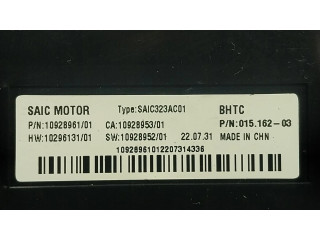 SAIC MOTOR Type:SAIC323AC01 BHTC
P/N:10928961/01 CA:10928953/01 P/N:015.162-03
HW:10296131/01 SW:10928952/01 22.07.31 MADE IN CHN
10928961012207314336